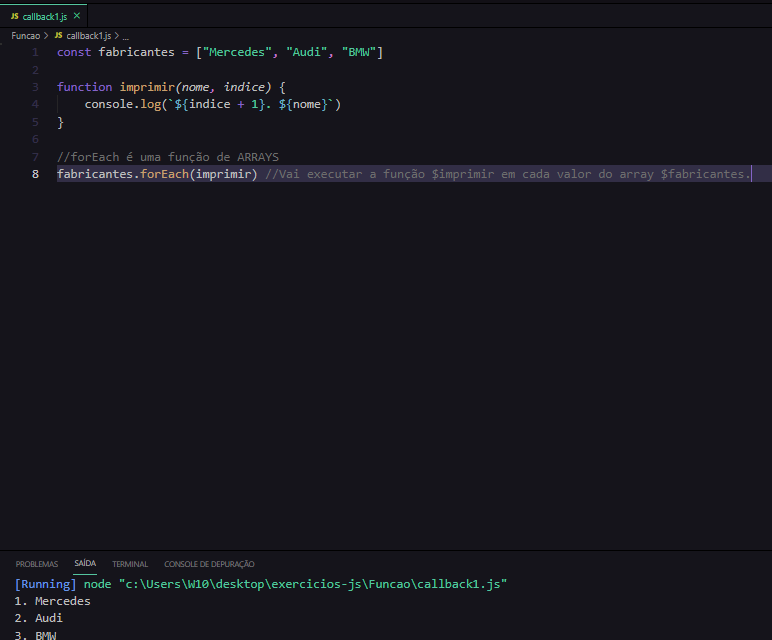 JS callback1.js ×
Funcao > JS callback1.js > ...
1 const fabricantes = ["Mercedes", "Audi", "BMW"]
2
3 function imprimir(nome, indice) {
4     console.log(`${indice + 1}. ${nome}`)
5 }
6
7 //forEach é uma função de ARRAYS
8 fabricantes.forEach(imprimir) //Vai executar a função $imprimir em cada valor do array $fabricantes.
PROBLEMAS SAÍDA TERMINAL CONSOLE DE DEPURAÇÃO
[Running] node "c:\Users\W10\desktop\exercicios-js\Funcao\callback1.js"
1. Mercedes
2. Audi
3. BMW